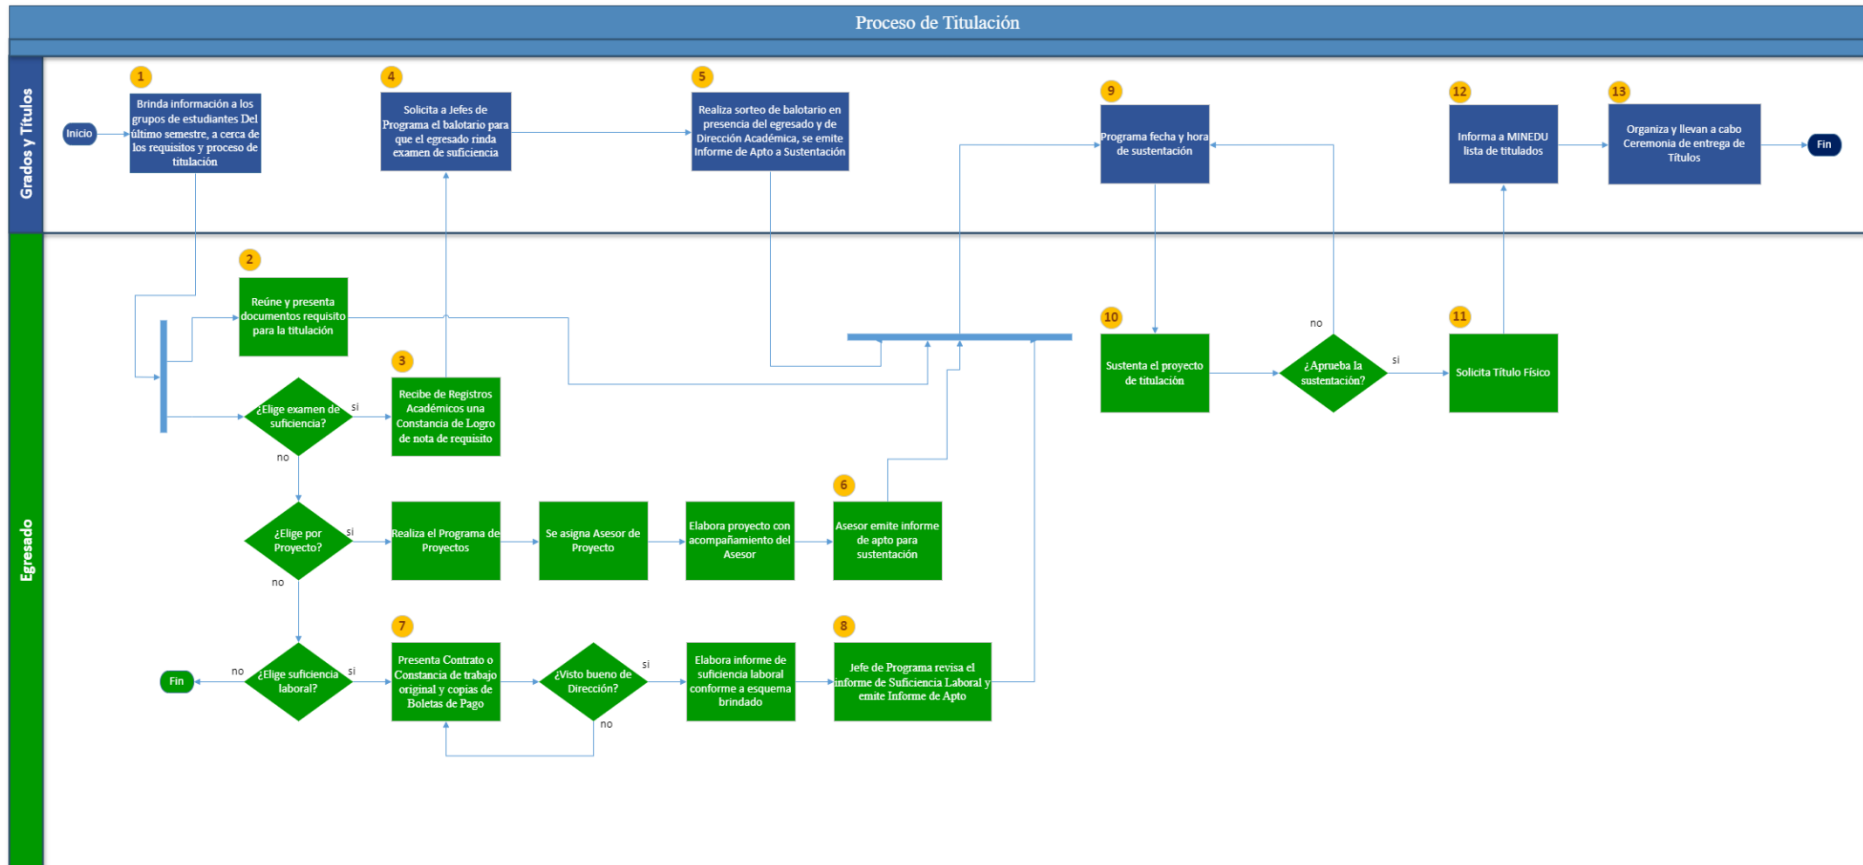 Proceso de Titulación
Grados y Títulos
Inicio
1
Brinda información a los
grupos de estudiantes Del
último semestre, a cerca de
los requisitos y proceso de
titulación
4
Solicita a Jefes de
Programa el balotario para
que el egresado rinda
examen de suficiencia
5
Realiza sorteo de balotario en
presencia del egresado y de
Dirección Académica, se emite
Informe de Apto a Sustentación
9
Programa fecha y hora
de sustentación
12
Informa a MINEDU
lista de titulados
13
Organiza y llevan a cabo
Ceremonia de entrega de
Títulos
Fin
Egresado
2
Reúne y presenta
documentos requisito
para la titulación
3
Recibe de Registros
Académicos una
Constancia de Logro
de nota de requisito
¿Elige examen de
suficiencia?
si
no
10
Sustenta el proyecto
de titulación
¿Aprueba la
sustentación?
no
si
11
Solicita Título Físico
¿Elige por
Proyecto?
si
no
Realiza el Programa de
Proyectos
Se asigna Asesor de
Proyecto
Elabora proyecto con
acompañamiento del
Asesor
6
Asesor emite informe
de apto para
sustentación
Fin
no
¿Elige suficiencia
laboral?
si
7
Presenta Contrato o
Constancia de trabajo
original y copias de
Boletas de Pago
¿Visto bueno de
Dirección?
si
no
Elabora informe de
suficiencia laboral
conforme a esquema
brindado
8
Jefe de Programa revisa el
informe de Suficiencia Laboral y
emite Informe de Apto